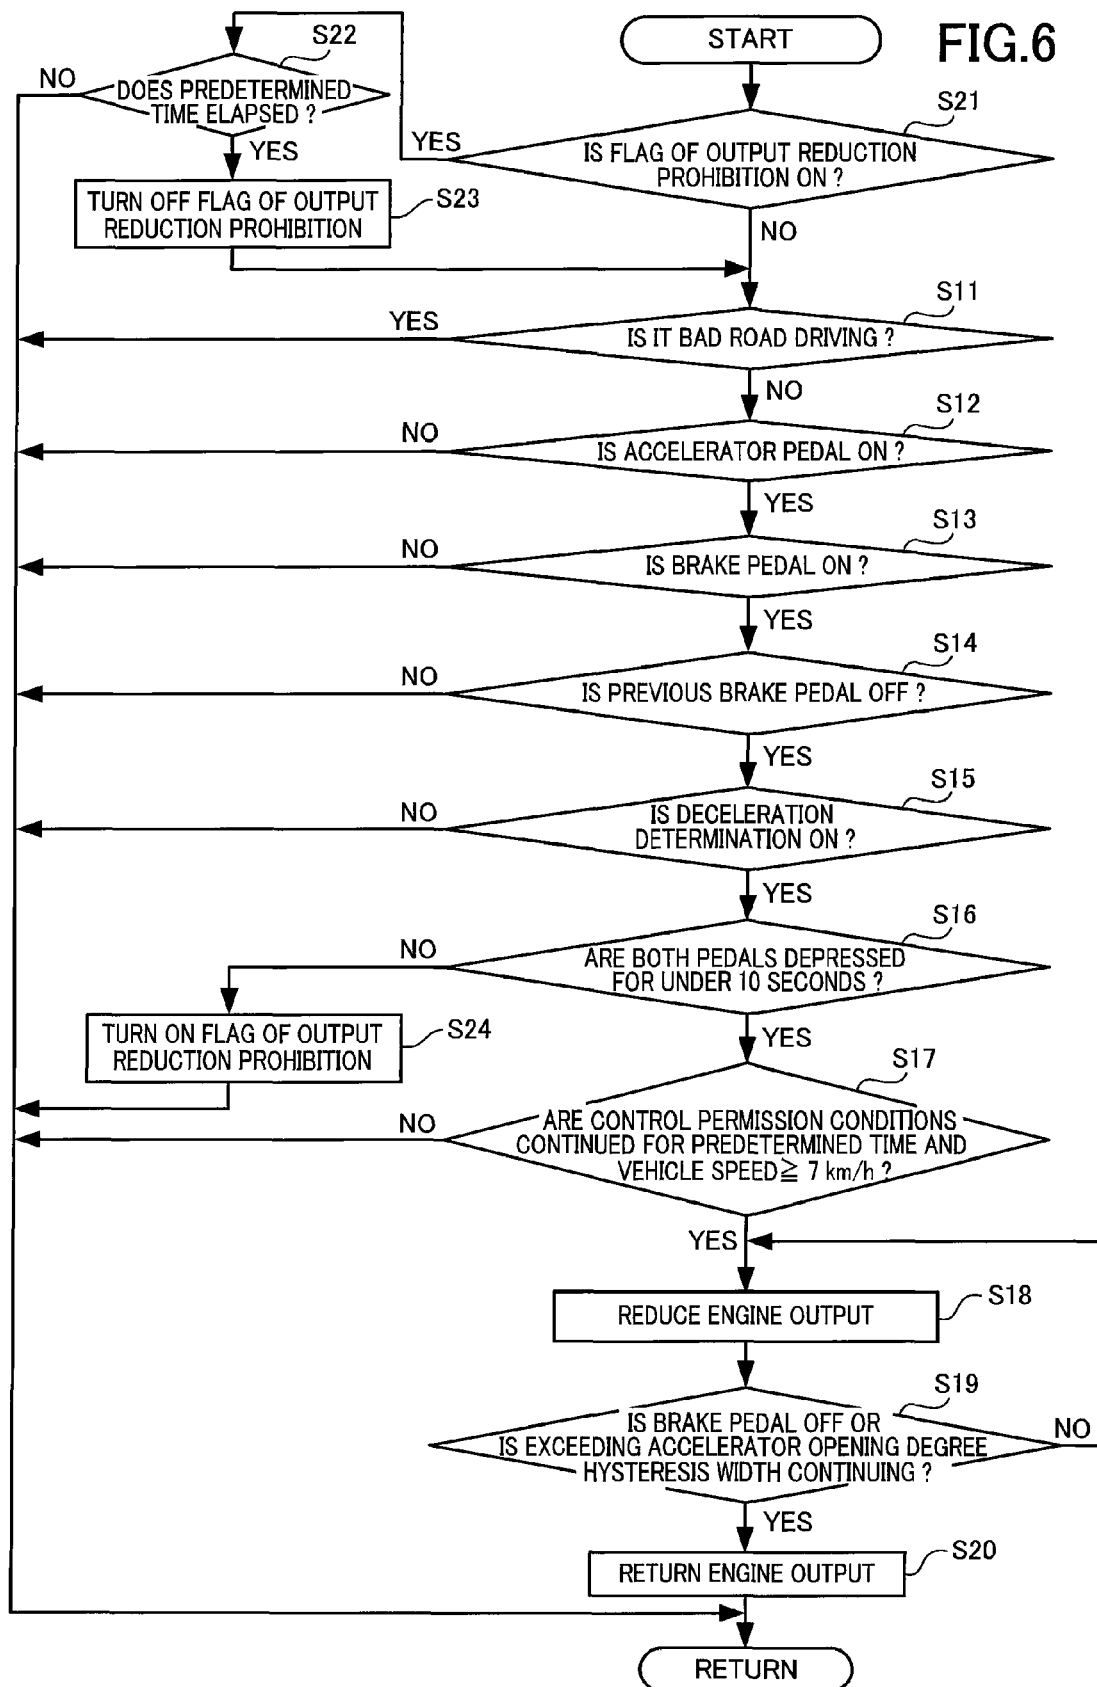 FIG.6
START
S22
NO
DOES PREDETERMINED
TIME ELAPSED ?
YES
S21
YES
IS FLAG OF OUTPUT REDUCTION
PROHIBITION ON ?
NO
TURN OFF FLAG OF OUTPUT
REDUCTION PROHIBITION
S23
S11
YES
IS IT BAD ROAD DRIVING ?
NO
S12
NO
IS ACCELERATOR PEDAL ON ?
YES
S13
NO
IS BRAKE PEDAL ON ?
YES
S14
NO
IS PREVIOUS BRAKE PEDAL OFF ?
YES
S15
NO
IS DECELERATION
DETERMINATION ON ?
YES
S16
NO
ARE BOTH PEDALS DEPRESSED
FOR UNDER 10 SECONDS ?
YES
TURN ON FLAG OF OUTPUT
REDUCTION PROHIBITION
S24
S17
NO
ARE CONTROL PERMISSION CONDITIONS
CONTINUED FOR PREDETERMINED TIME AND
VEHICLE SPEED≧ 7 km/h ?
YES
REDUCE ENGINE OUTPUT
S18
S19
IS BRAKE PEDAL OFF OR
IS EXCEEDING ACCELERATOR OPENING DEGREE
HYSTERESIS WIDTH CONTINUING ?
NO
YES
RETURN ENGINE OUTPUT
S20
RETURN